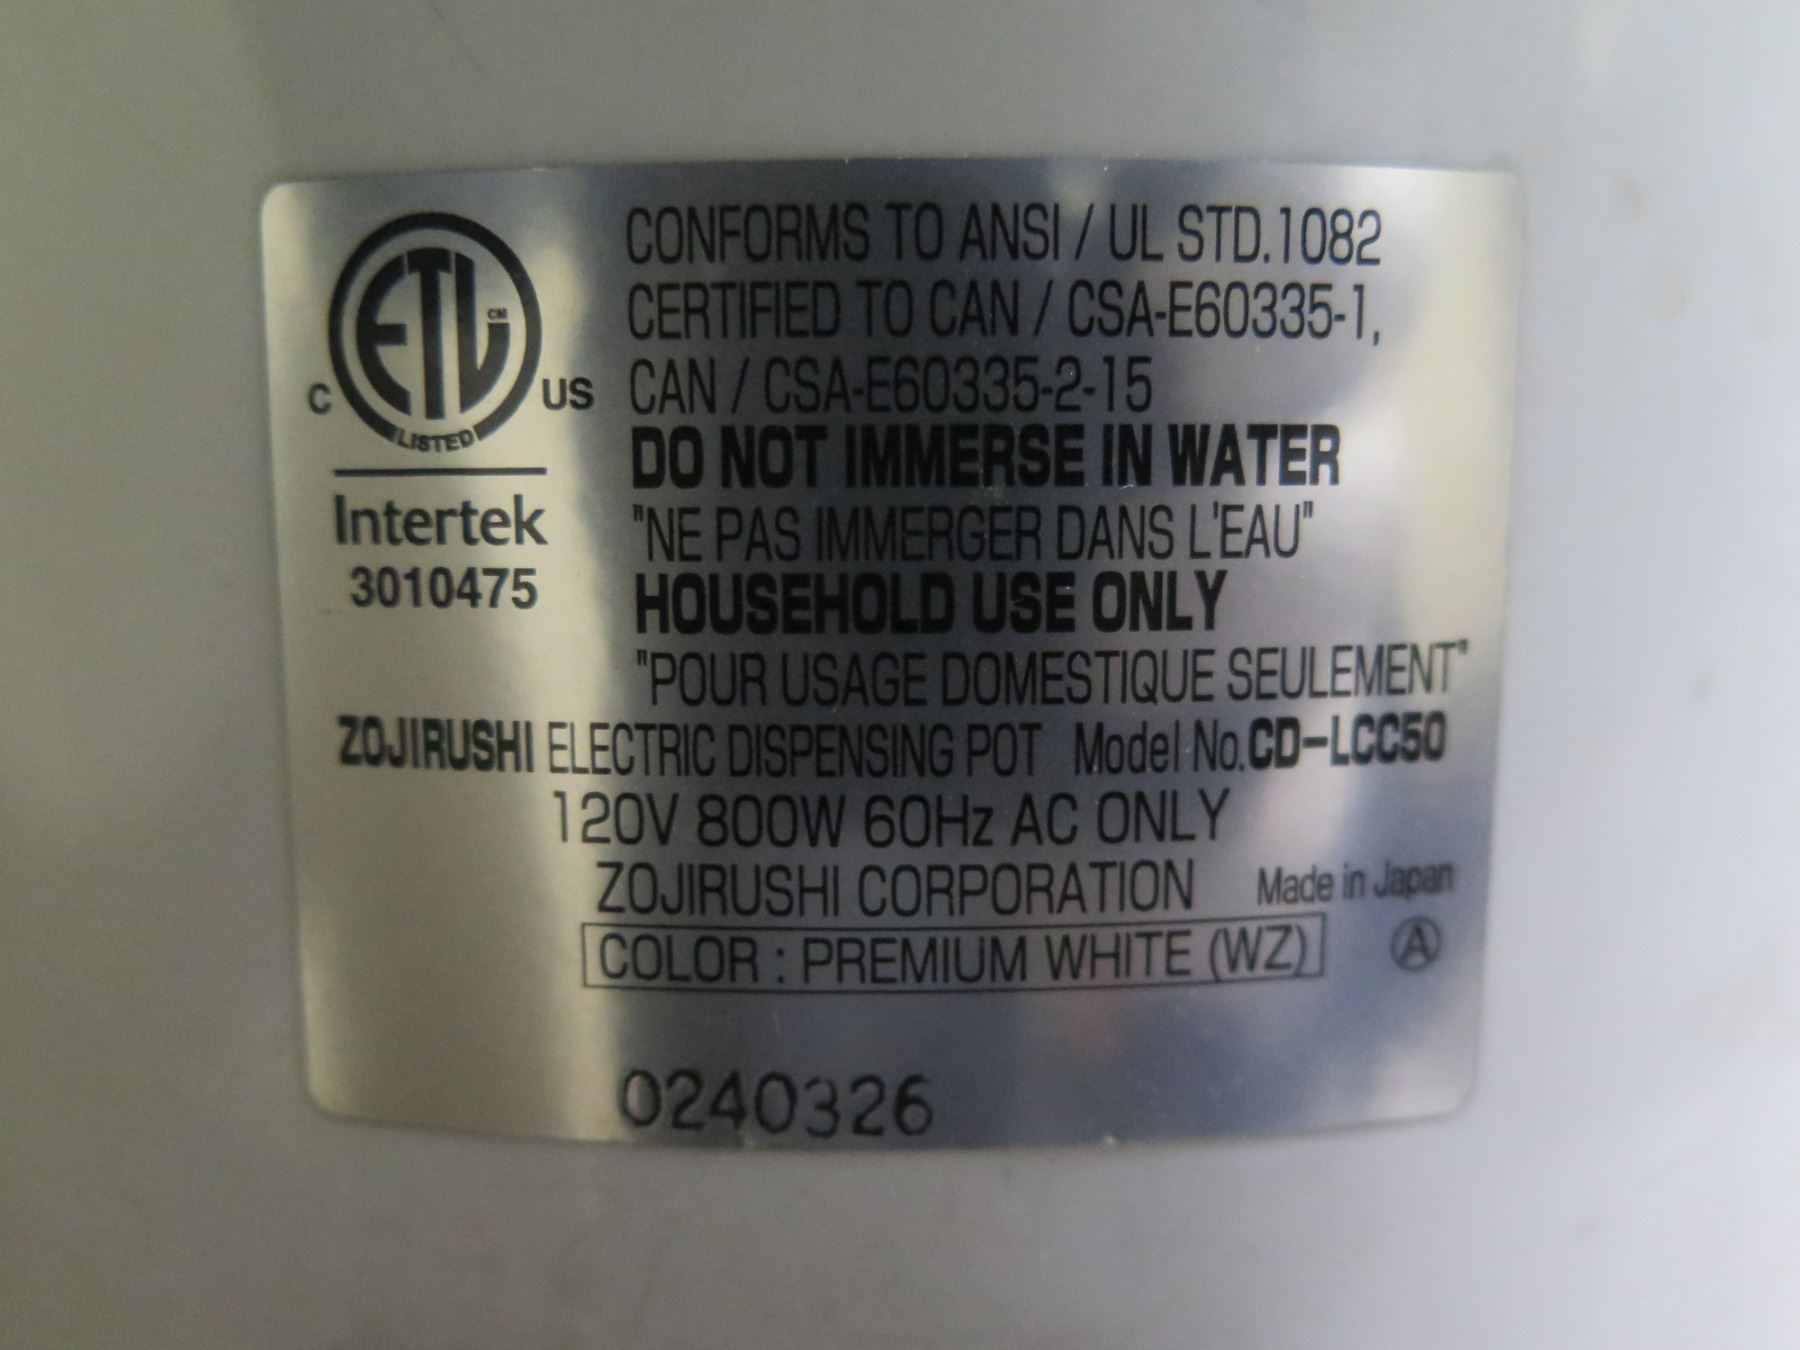 CONFORMS TO ANSI / UL STD.1082
CERTIFIED TO CAN / CSA-E60335-1,
CAN / CSA-E60335-2-15
ETL CM
C US
LISTED
Intertek
3010475
DO NOT IMMERSE IN WATER
"NE PAS IMMERGER DANS L'EAU"
HOUSEHOLD USE ONLY
"POUR USAGE DOMESTIQUE SEULEMENT"
ZOJIRUSHI ELECTRIC DISPENSING POT Model No.CD-LCC50
120V 800W 60Hz AC ONLY
ZOJIRUSHI CORPORATION Made in Japan
COLOR : PREMIUM WHITE (WZ) Ⓐ
0240326